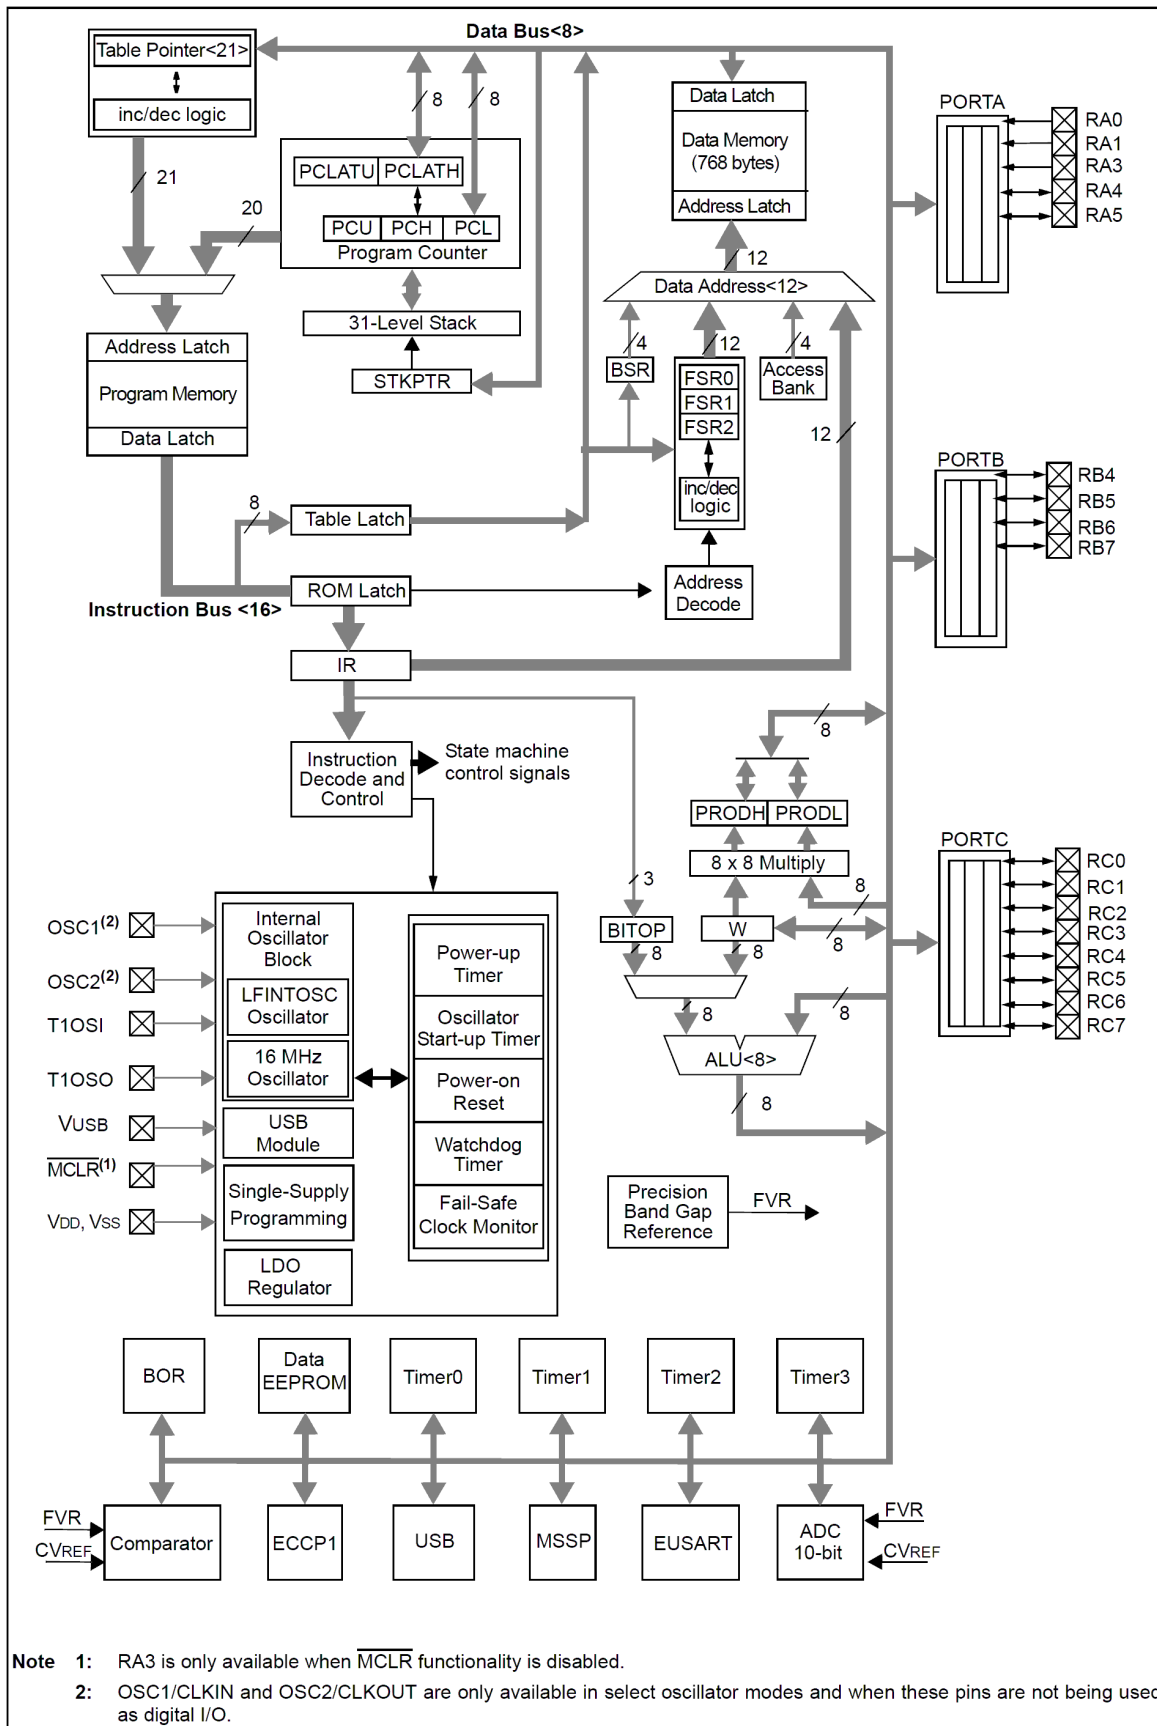 Data Bus<8>
Table Pointer<21>
inc/dec logic
21
20
8
8
PCLATU PCLATH
PCU PCH PCL
Program Counter
31-Level Stack
STKPTR
Data Latch
Data Memory
(768 bytes)
Address Latch
12
Data Address<12>
4
12
4
BSR
FSR0
FSR1
FSR2
inc/dec
logic
Access
Bank
12
Address Latch
Program Memory
Data Latch
8
Table Latch
ROM Latch
Instruction Bus <16>
Address
Decode
IR
Instruction
Decode and
Control
State machine
control signals
8
PRODH PRODL
8 x 8 Multiply
3
8
BITOP
W
8
8
8
8
8
ALU<8>
8
PORTA
RA0
RA1
RA3
RA4
RA5
PORTB
RB4
RB5
RB6
RB7
PORTC
RC0
RC1
RC2
RC3
RC4
RC5
RC6
RC7
OSC1(2)
OSC2(2)
T1OSI
T1OSO
VUSB
MCLR(1)
VDD, VSS
Internal
Oscillator
Block
LFINTOSC
Oscillator
16 MHz
Oscillator
USB
Module
Single-Supply
Programming
LDO
Regulator
Power-up
Timer
Oscillator
Start-up Timer
Power-on
Reset
Watchdog
Timer
Fail-Safe
Clock Monitor
Precision
Band Gap
Reference
FVR
BOR
Data
EEPROM
Timer0
Timer1
Timer2
Timer3
FVR
CVREF
Comparator
ECCP1
USB
MSSP
EUSART
ADC
10-bit
FVR
CVREF
Note 1: RA3 is only available when MCLR functionality is disabled.
2: OSC1/CLKIN and OSC2/CLKOUT are only available in select oscillator modes and when these pins are not being used
as digital I/O.